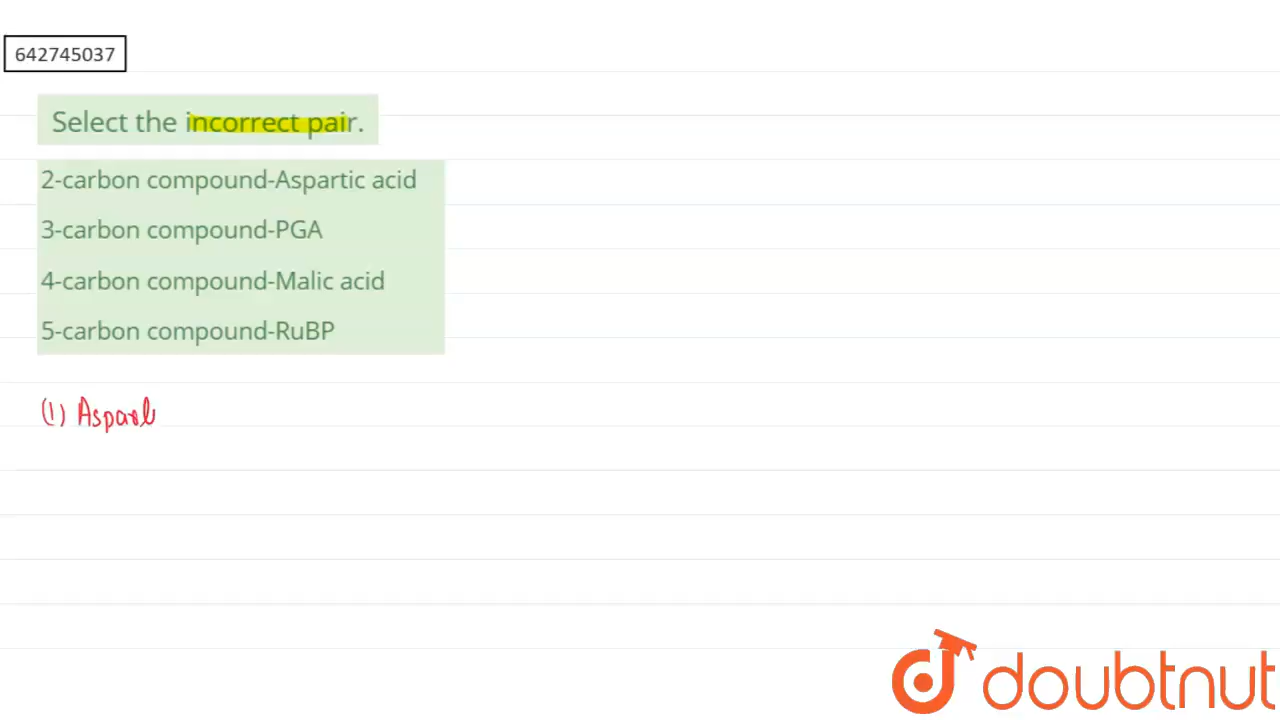 642745037
Select the incorrect pair.
2-carbon compound-Aspartic acid
3-carbon compound-PGA
4-carbon compound-Malic acid
5-carbon compound-RuBP
(1) Aspart
doubtnut